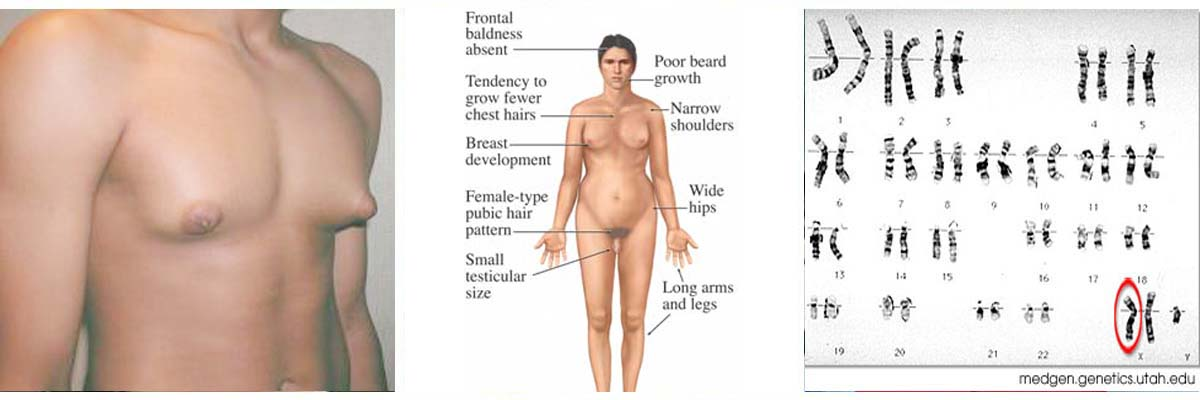 Frontal
baldness
absent
Poor beard
growth
Tendency to
grow fewer
chest hairs
Narrow
shoulders
Breast
development
Female-type
pubic hair
pattern
Wide
hips
Small
testicular
size
Long arms
and legs
1 2 3 4 5
6 7 8 9 10 11 12
13 14 15 16 17 18
19 20 21 22 X Y
medgen.genetics.utah.edu